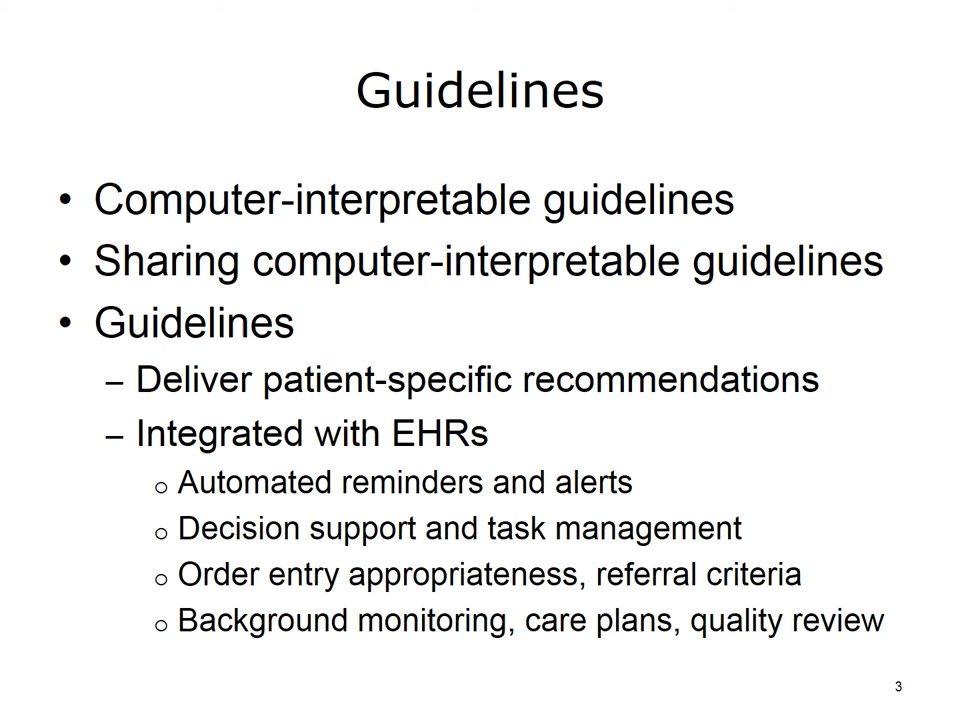 Guidelines
• Computer-interpretable guidelines
• Sharing computer-interpretable guidelines
• Guidelines
– Deliver patient-specific recommendations
– Integrated with EHRs
o Automated reminders and alerts
o Decision support and task management
o Order entry appropriateness, referral criteria
o Background monitoring, care plans, quality review
3